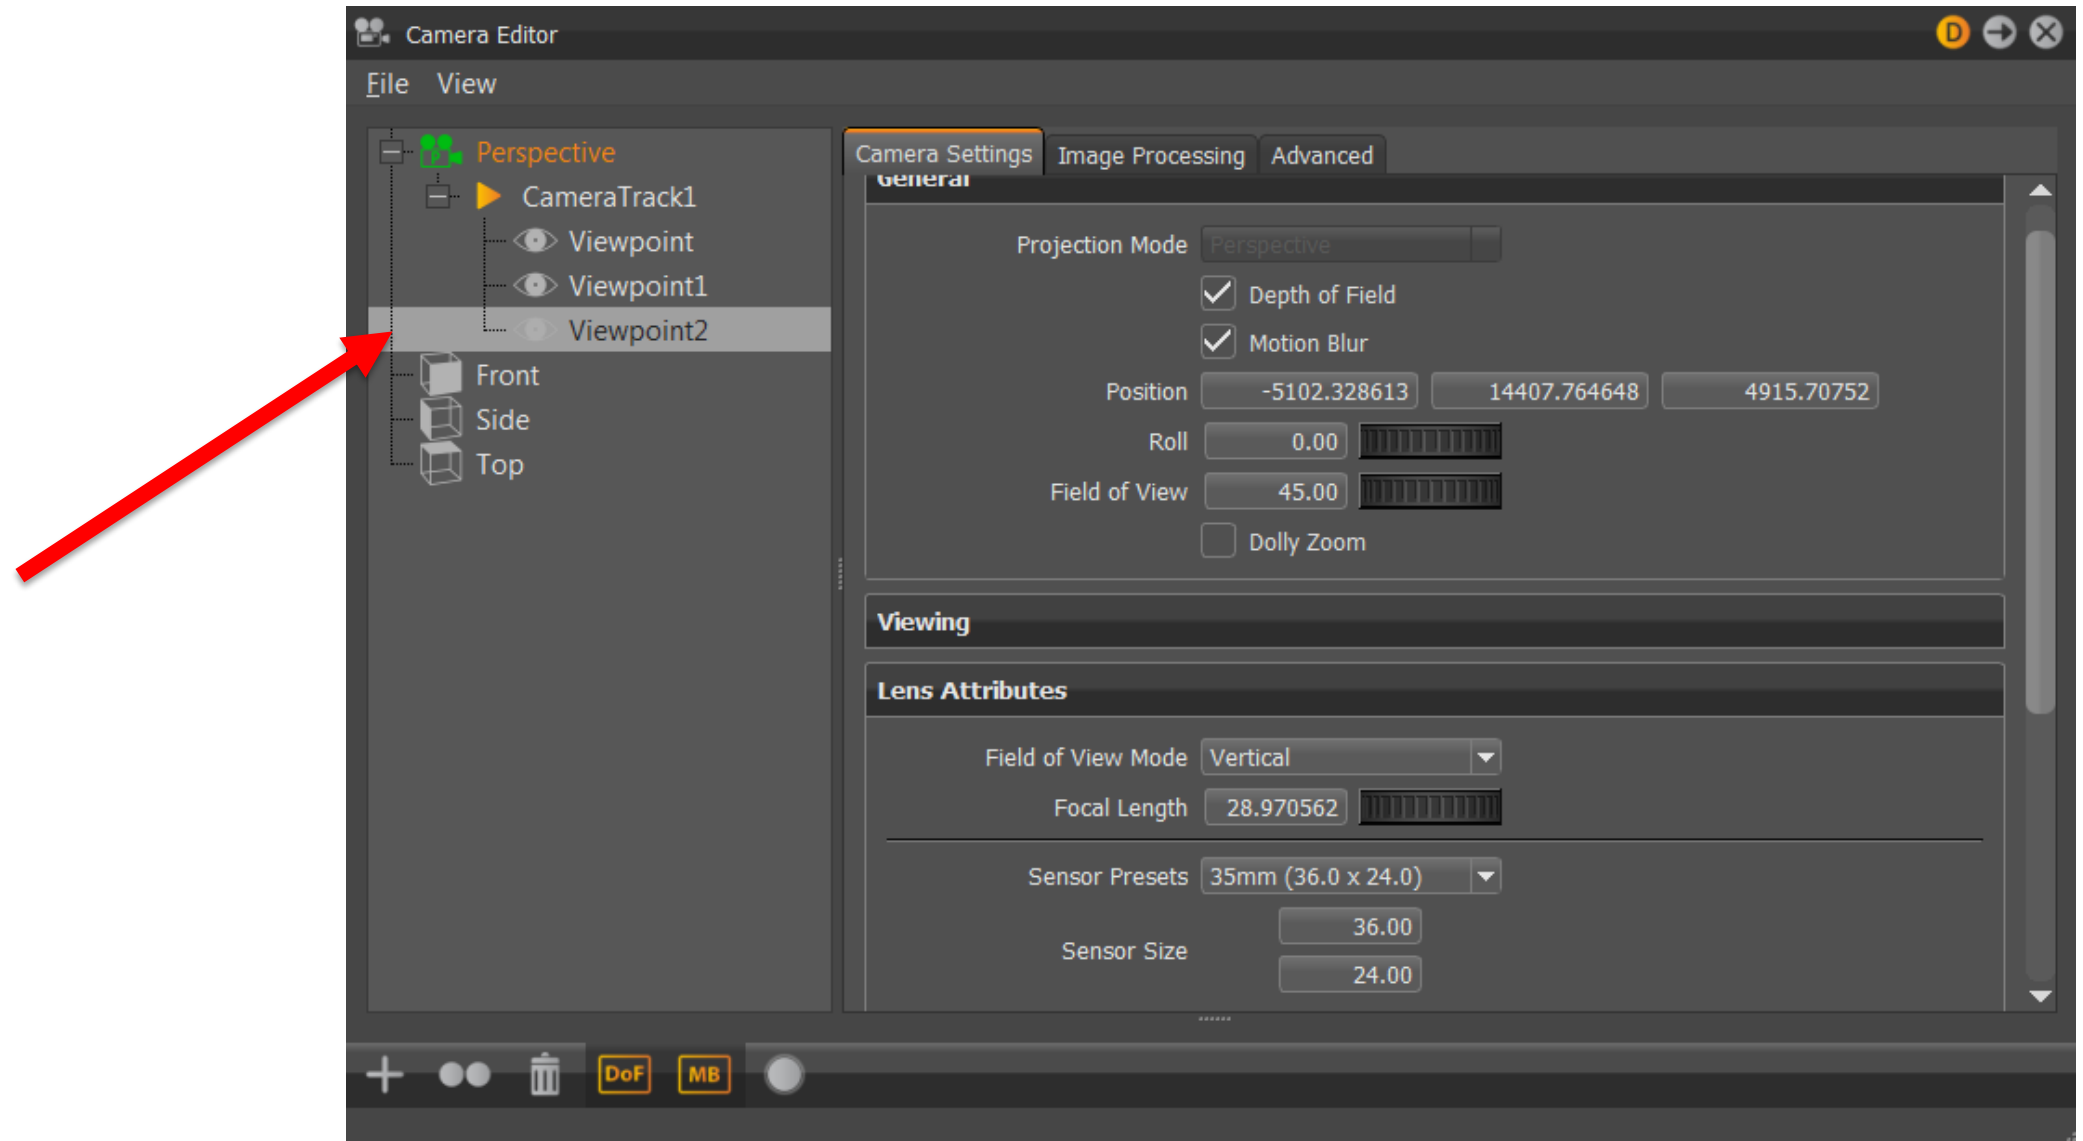 Camera Editor
D
File View
Perspective
CameraTrack1
Viewpoint
Viewpoint1
Viewpoint2
Front
Side
Top
Camera Settings Image Processing Advanced
General
Projection Mode Perspective
Depth of Field
Motion Blur
Position -5102.328613 14407.764648 4915.70752
Roll 0.00
Field of View 45.00
Dolly Zoom
Viewing
Lens Attributes
Field of View Mode Vertical
Focal Length 28.970562
Sensor Presets 35mm (36.0 x 24.0)
Sensor Size 36.00
24.00
DoF MB